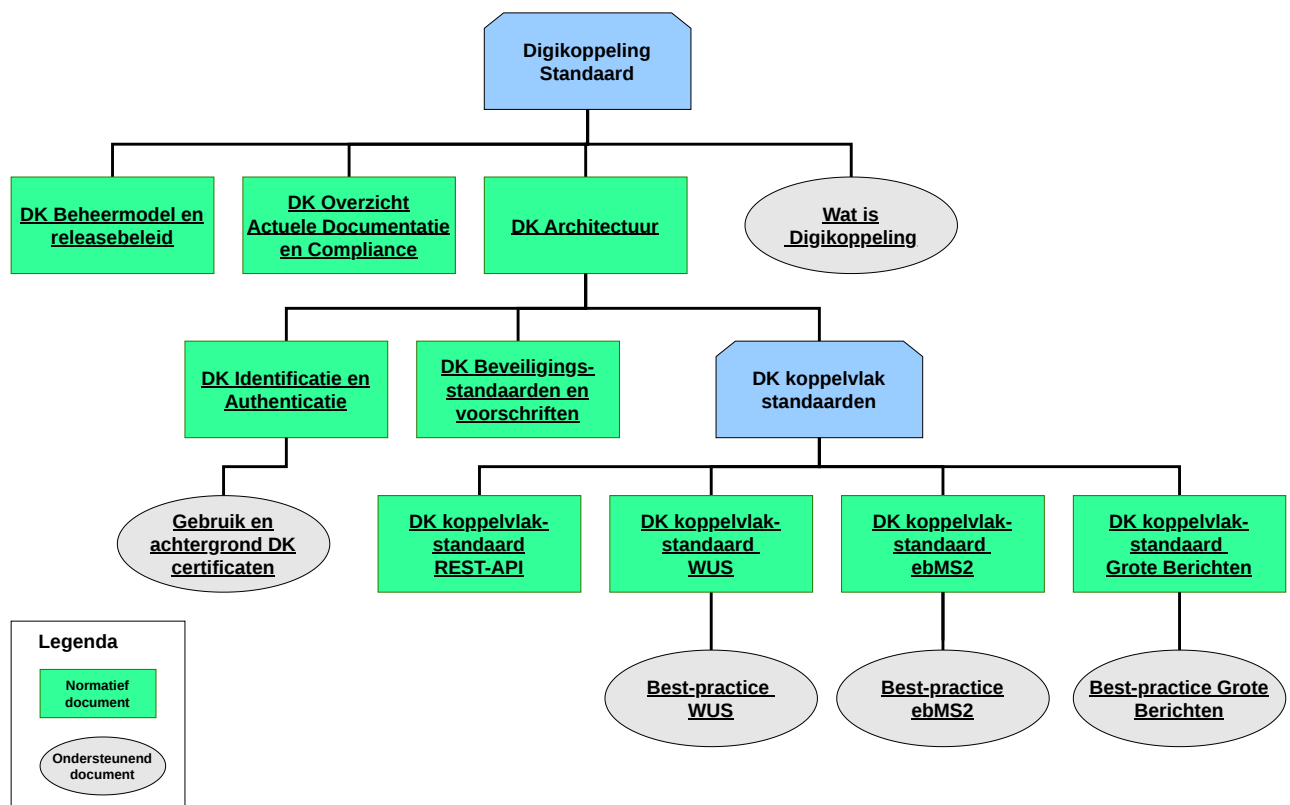 Digikoppeling
Standaard
DK Beheermodel en
releasebeleid
DK Overzicht
Actuele Documentatie
en Compliance
DK Architectuur
Wat is
Digikoppeling
DK Identificatie en
Authenticatie
DK Beveiligings-
standaarden en
voorschriften
DK koppelvlak
standaarden
Gebruik en
achtergrond DK
certificaten
DK koppelvlak-
standaard
REST-API
DK koppelvlak-
standaard
WUS
DK koppelvlak-
standaard
ebMS2
DK koppelvlak-
standaard
Grote Berichten
Best-practice
WUS
Best-practice
ebMS2
Best-practice Grote
Berichten
Legenda
Normatief
document
Ondersteunend
document